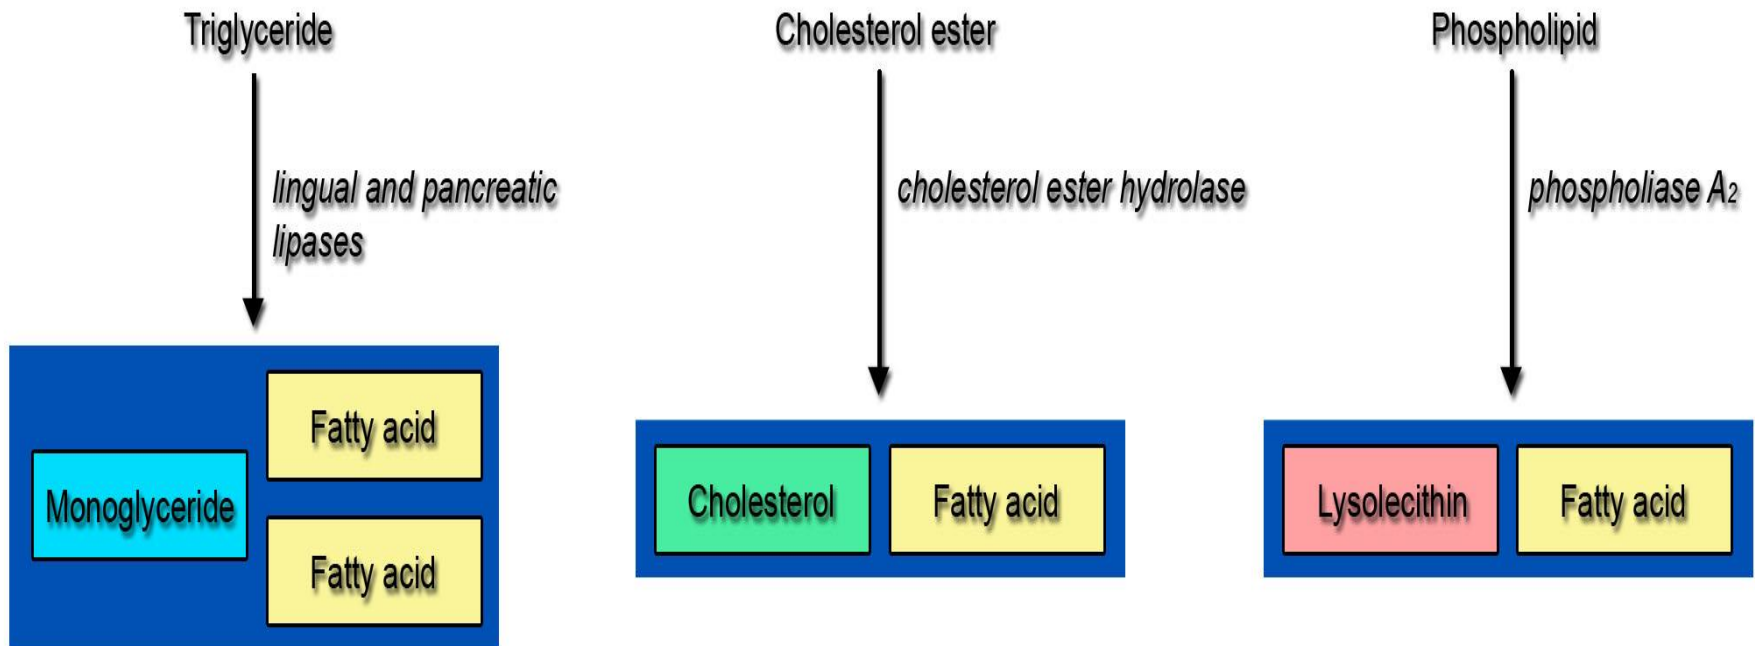 Triglyceride
Cholesterol ester
Phospholipid
lingual and pancreatic
lipases
cholesterol ester hydrolase
phospholiase A₂
Fatty acid
Monoglyceride
Fatty acid
Cholesterol
Fatty acid
Lysolecithin
Fatty acid